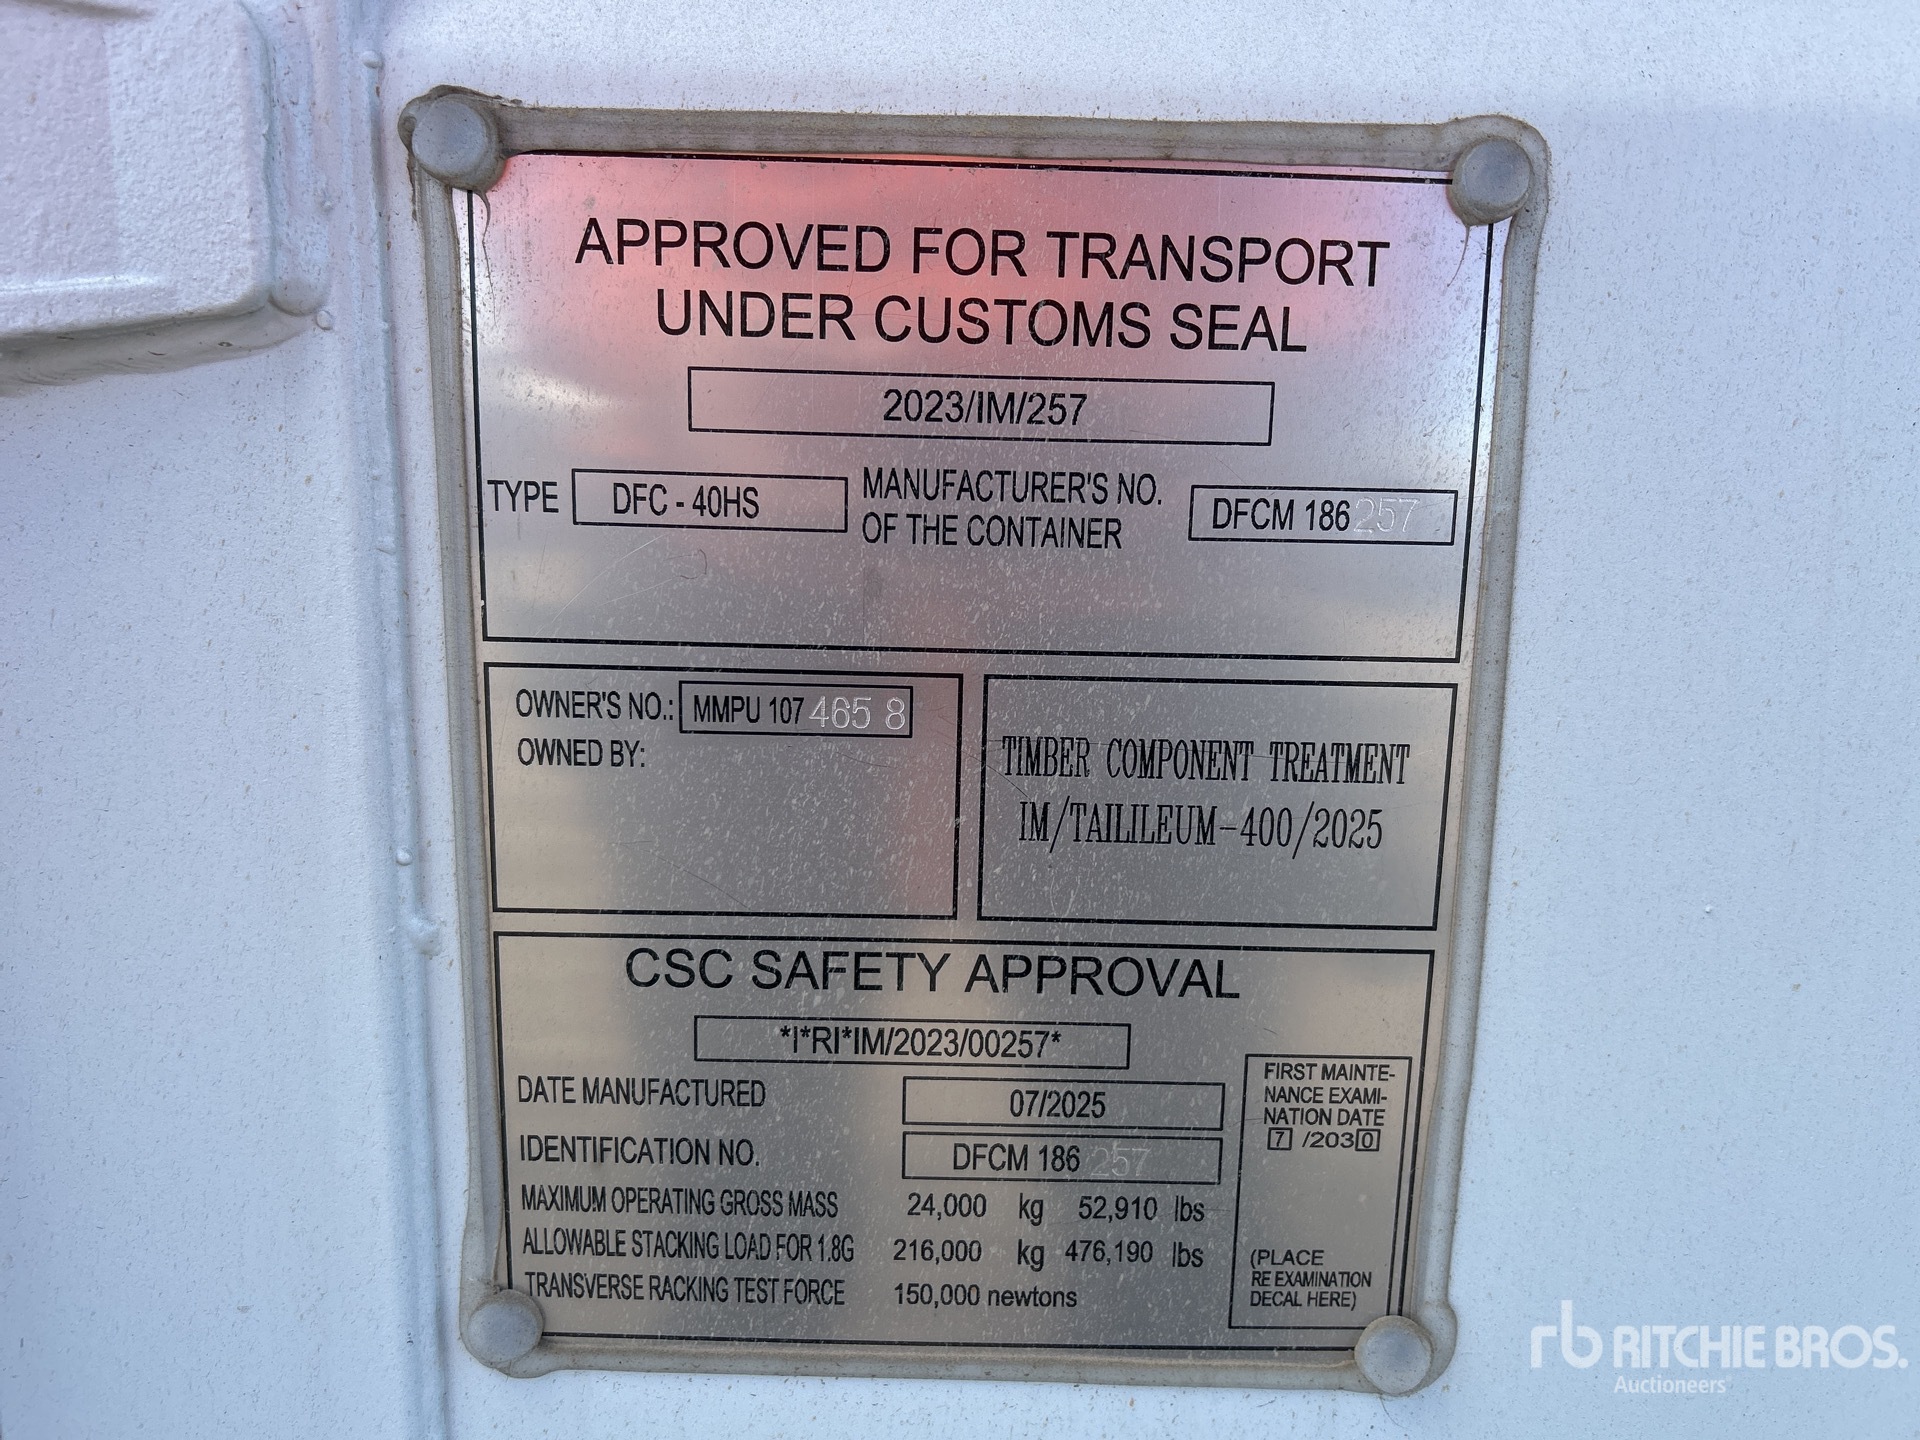 APPROVED FOR TRANSPORT
UNDER CUSTOMS SEAL
2023/IM/257
TYPE DFC - 40HS MANUFACTURER'S NO. OF THE CONTAINER DFCM 186257
OWNER'S NO.: MMPU 107 465 8
OWNED BY:
TIMBER COMPONENT TREATMENT
IM/TAILILEUM-400/2025
CSC SAFETY APPROVAL
*I*RI*IM/2023/00257*
DATE MANUFACTURED 07/2025
IDENTIFICATION NO. DFCM 186 257
MAXIMUM OPERATING GROSS MASS 24,000 kg 52,910 lbs
ALLOWABLE STACKING LOAD FOR 1.8G 216,000 kg 476,190 lbs
TRANSVERSE RACKING TEST FORCE 150,000 newtons
FIRST MAINTE-
NANCE EXAMI-
NATION DATE
7 /2030
(PLACE
RE EXAMINATION
DECAL HERE)
rb RITCHIE BROS.
Auctioneers